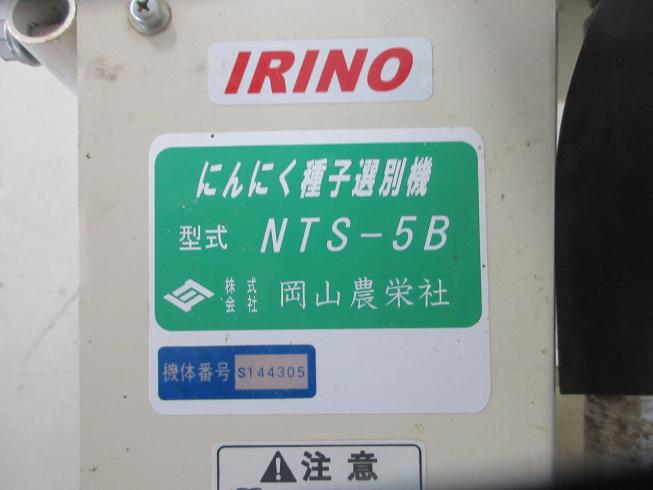 IRINO
にんにく種子選別機
型式 NTS-5B
株式会社 岡山農栄社
機体番号 S144305
⚠注意